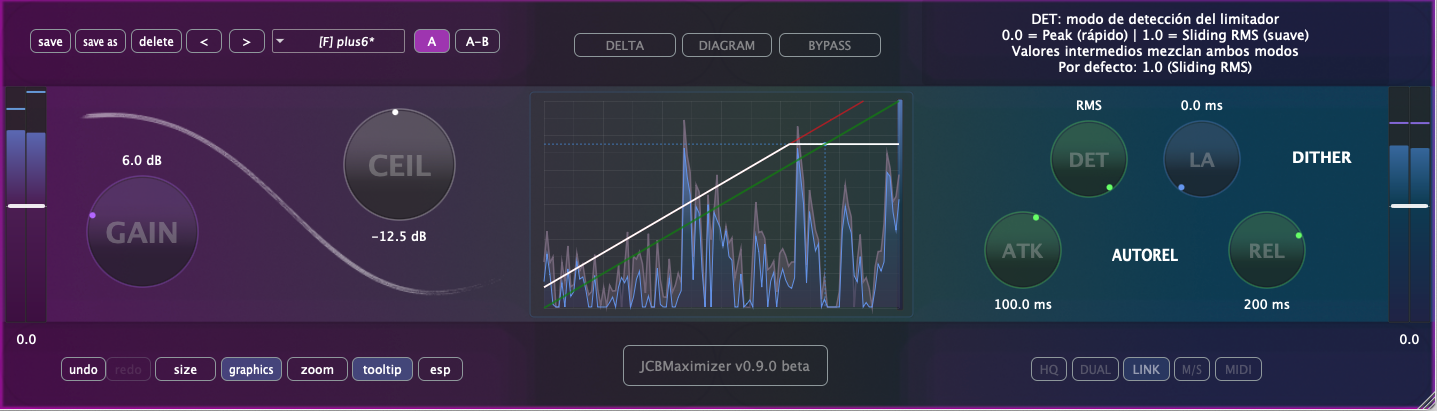 save save as delete < > [F] plus6* A A-B
DELTA DIAGRAM BYPASS
DET: modo de detección del limitador
0.0 = Peak (rápido) | 1.0 = Sliding RMS (suave)
Valores intermedios mezclan ambos modos
Por defecto: 1.0 (Sliding RMS)
6.0 dB
GAIN
CEIL
-12.5 dB
RMS 0.0 ms
DET LA DITHER
ATK AUTOREL REL
100.0 ms 200 ms
0.0 0.0
undo redo size graphics zoom tooltip esp
JCBMaximizer v0.9.0 beta
HQ DUAL LINK M/S MIDI